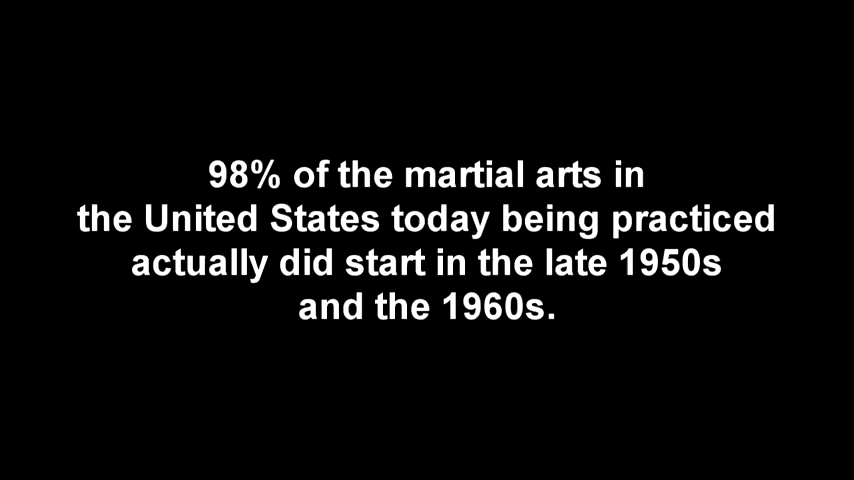 98% of the martial arts in
the United States today being practiced
actually did start in the late 1950s
and the 1960s.